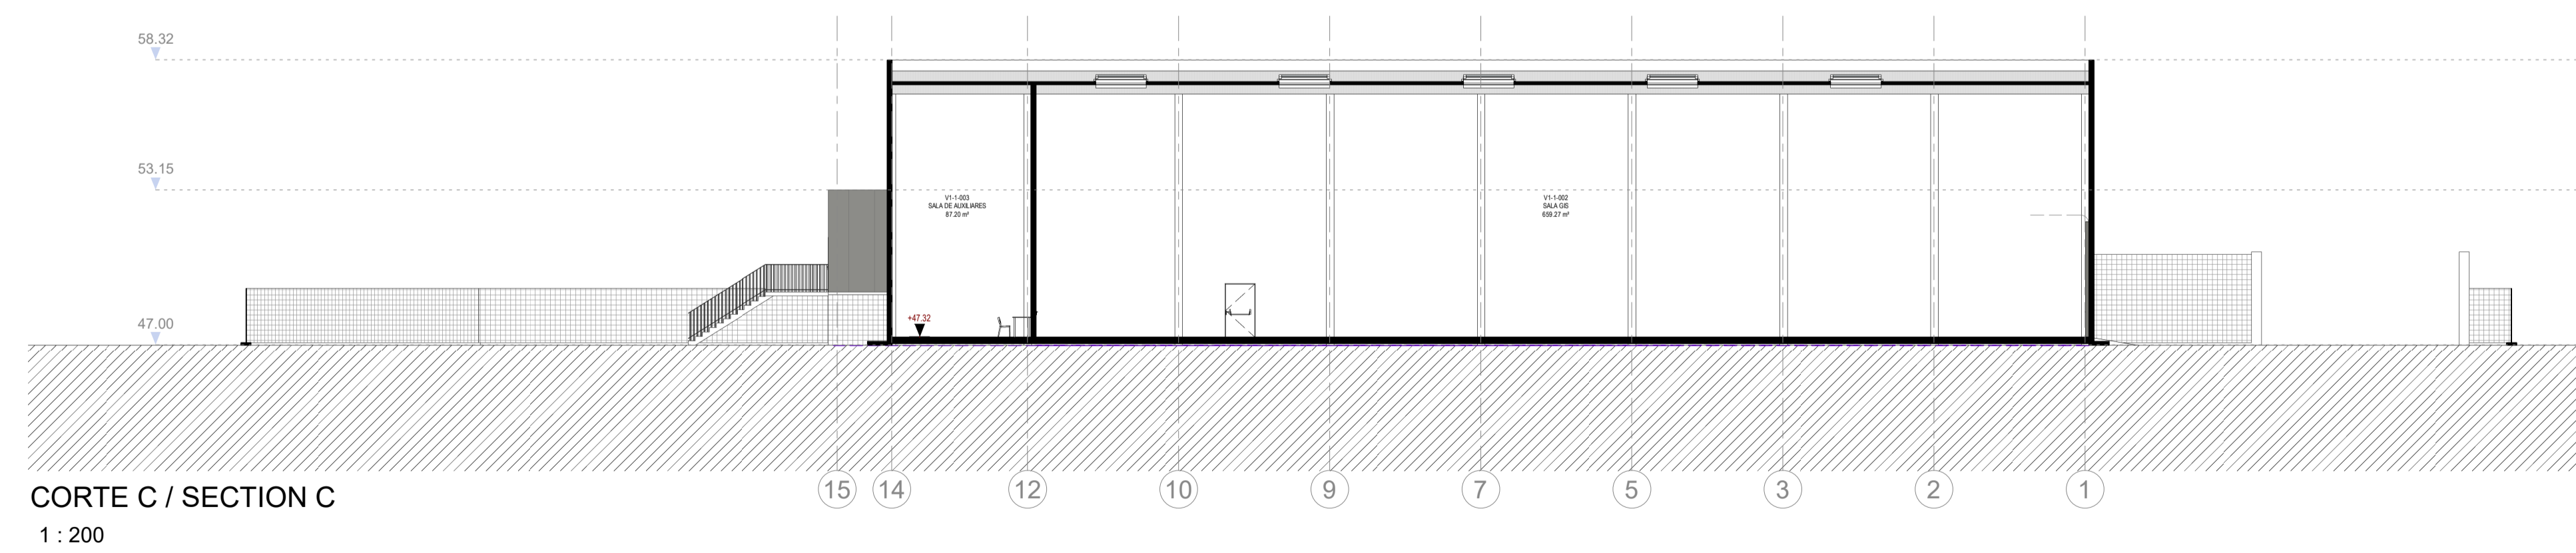 58.32
53.15
V1-1-003
SALA DE AUXILIARES
87.20 m²
V1-1-002
SALA GIS
659.27 m²
47.00
+47.32
15
14
12
10
9
7
5
3
2
1
CORTE C / SECTION C
1 : 200